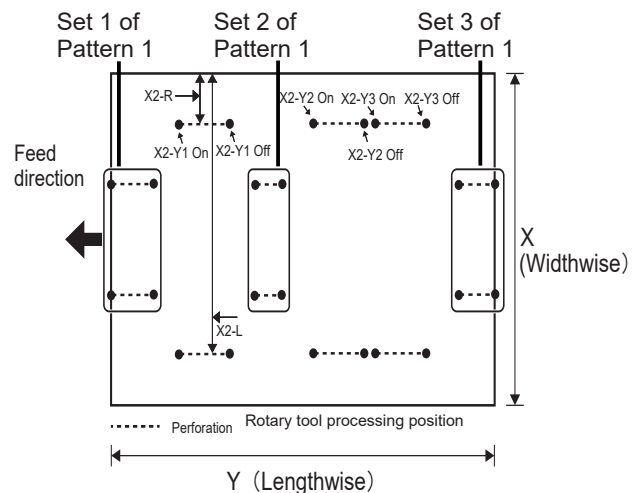 Set 1 of
Pattern 1
Set 2 of
Pattern 1
Set 3 of
Pattern 1
X2-R
X2-Y2 On
X2-Y3 On
X2-Y3 Off
X2-Y1 On
X2-Y1 Off
X2-Y2 Off
Feed
direction
X
(Widthwise)
X2-L
Perforation
Rotary tool processing position
Y (Lengthwise)